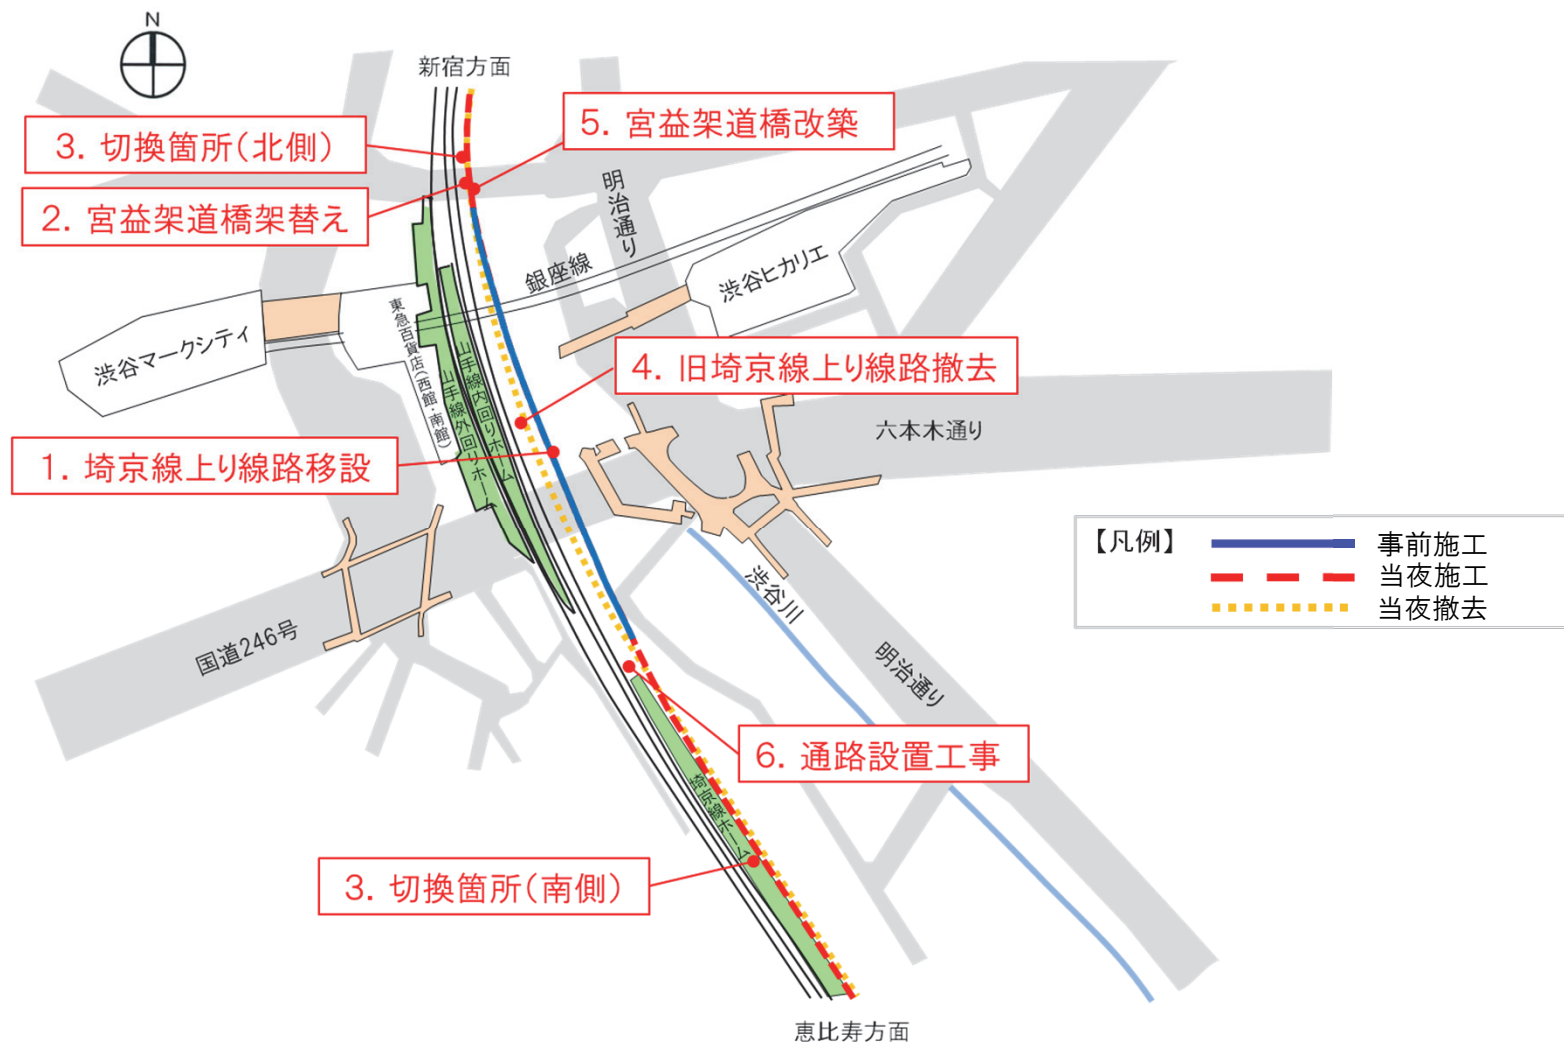 N
新宿方面
5. 宮益架道橋改築
3. 切換箇所(北側)
2. 宮益架道橋架替え
明治通り
銀座線
渋谷ヒカリエ
渋谷マークシティ
東急百貨店(西館・南館)
山手線内回りホーム
山手線外回りホーム
4. 旧埼京線上り線路撤去
六本木通り
1. 埼京線上り線路移設
【凡例】
事前施工
当夜施工
当夜撤去
渋谷川
国道246号
明治通り
6. 通路設置工事
埼京線ホーム
3. 切換箇所(南側)
恵比寿方面